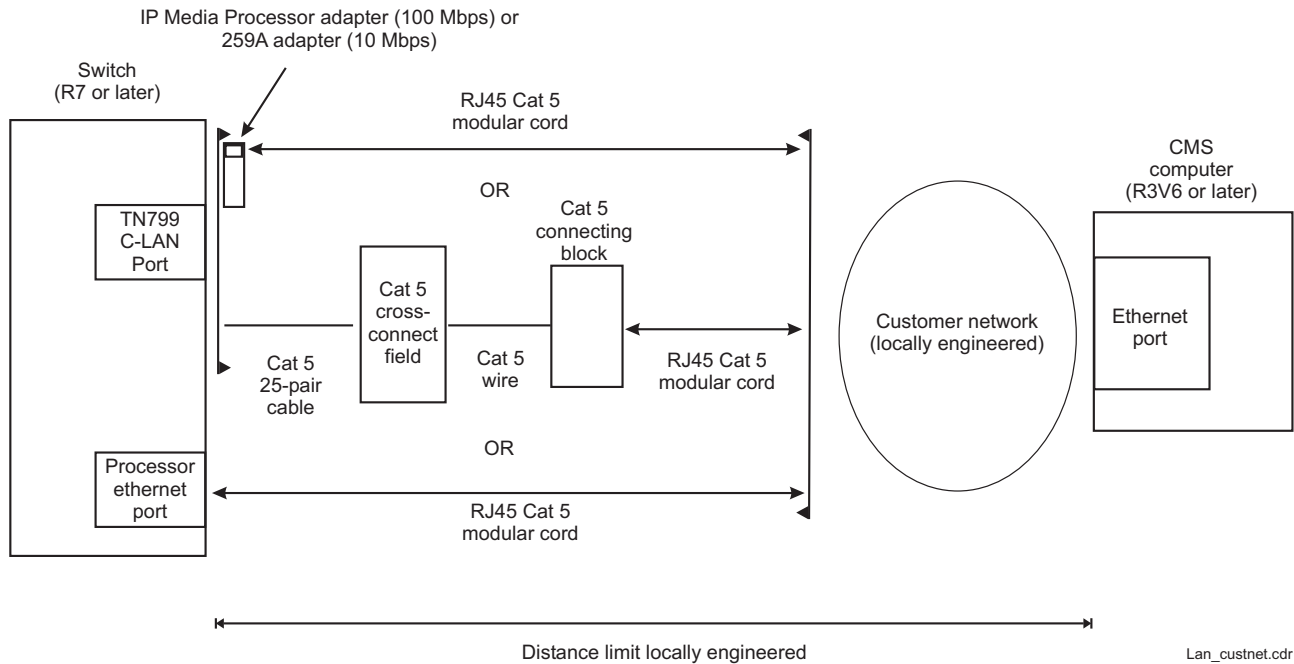 IP Media Processor adapter (100 Mbps) or
259A adapter (10 Mbps)
Switch
(R7 or later)
RJ45 Cat 5
modular cord
CMS
computer
(R3V6 or later)
OR
TN799
C-LAN
Port
Cat 5
connecting
block
Cat 5
cross-
connect
field
Customer network
(locally engineered)
Ethernet
port
Cat 5
25-pair
cable
Cat 5
wire
RJ45 Cat 5
modular cord
OR
Processor
ethernet
port
RJ45 Cat 5
modular cord
Distance limit locally engineered
Lan_custnet.cdr